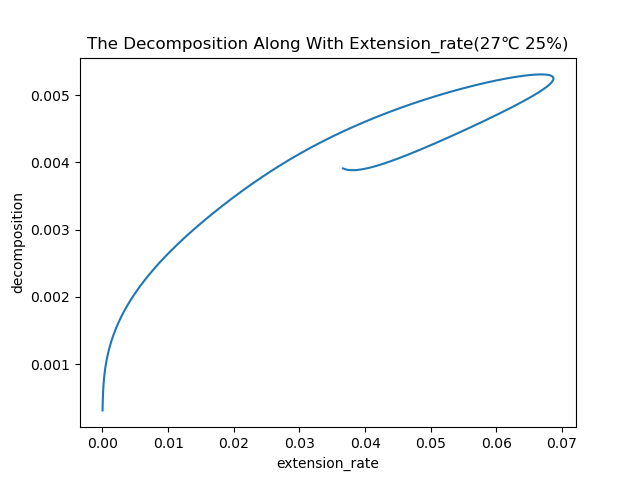 The Decomposition Along With Extension_rate(27℃ 25%)
decomposition
0.005
0.004
0.003
0.002
0.001
0.00 0.01 0.02 0.03 0.04 0.05 0.06 0.07
extension_rate